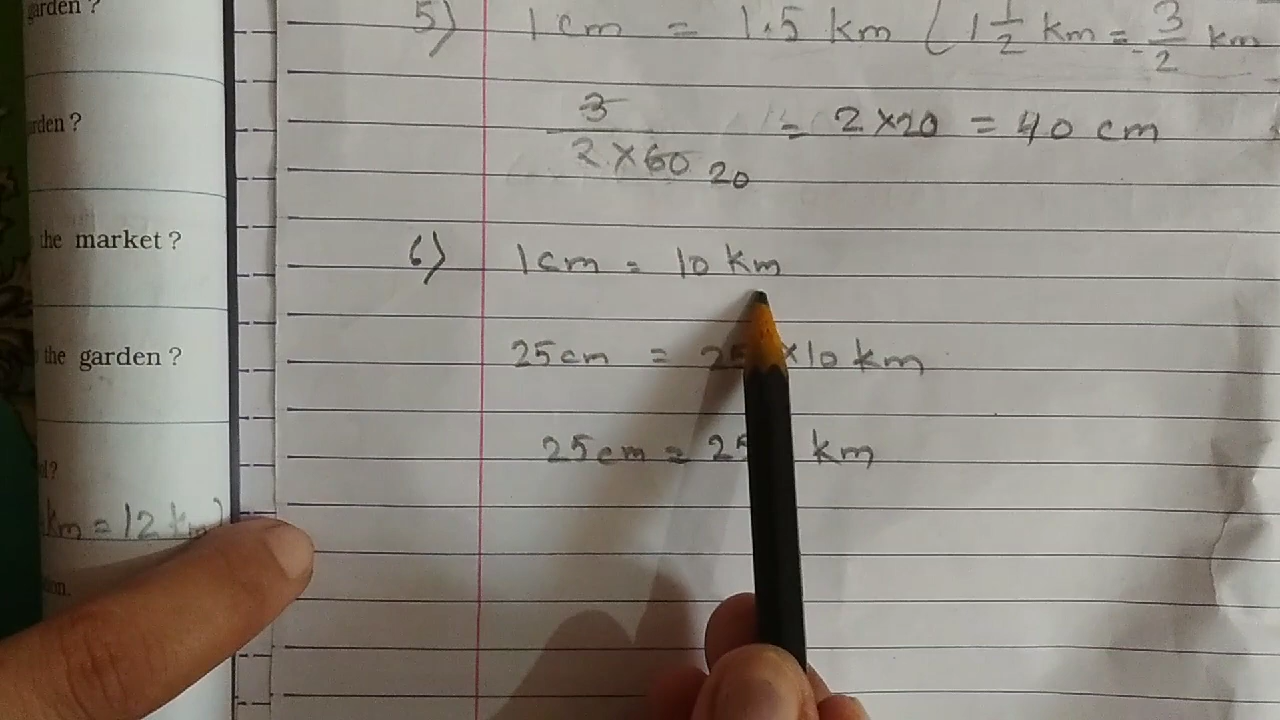 garden ?
5) 1 cm = 1.5 km ( 1 1/2 km = 3/2 km
rden ?
3 / 2 × 60 20 = 2 × 20 = 40 cm
the market ?
6) 1 cm = 10 km
the garden ?
25 cm = 25 × 10 km
25 cm = 25 km
km = 12 km)